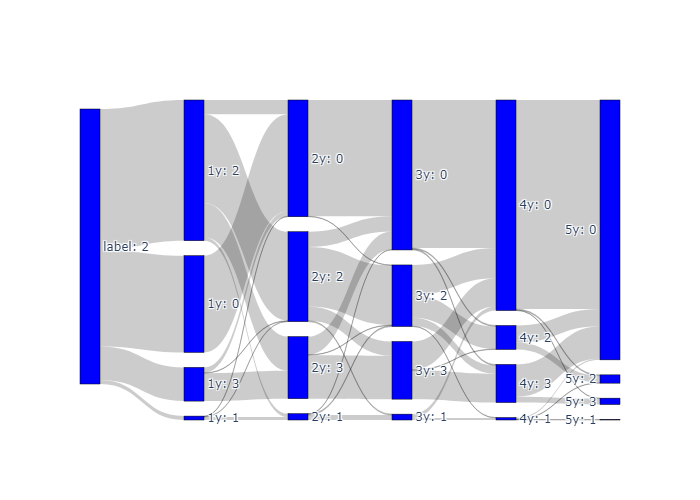 label: 2
1y: 2
1y: 0
1y: 3
1y: 1
2y: 0
2y: 2
2y: 3
2y: 1
3y: 0
3y: 2
3y: 3
3y: 1
4y: 0
4y: 2
4y: 3
4y: 1
5y: 0
5y: 2
5y: 3
5y: 1